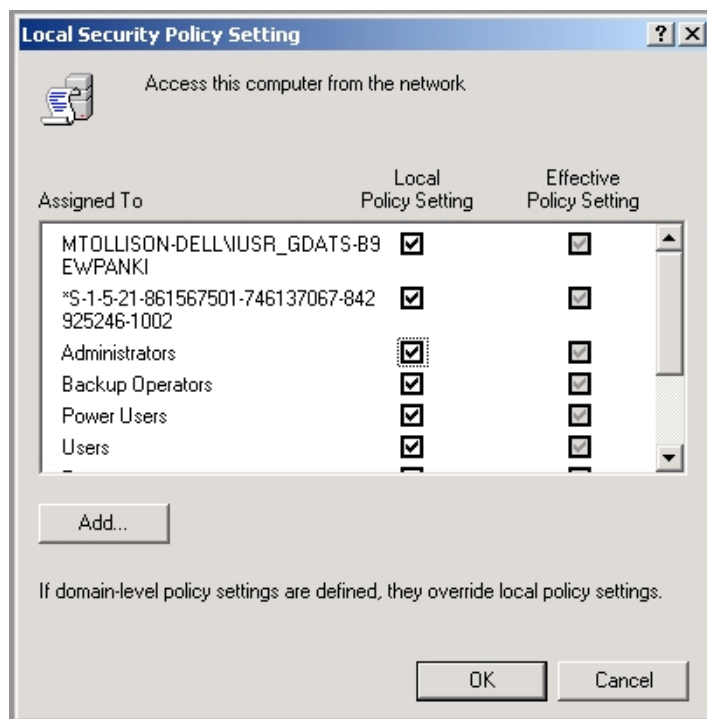 Local Security Policy Setting
Access this computer from the network
Local Effective
Assigned To Policy Setting Policy Setting
MTOLLISON-DELL\IUSR_GDATS-B9
EWPANKI
*S-1-5-21-861567501-746137067-842
925246-1002
Administrators
Backup Operators
Power Users
Users
Add...
If domain-level policy settings are defined, they override local policy settings.
OK Cancel